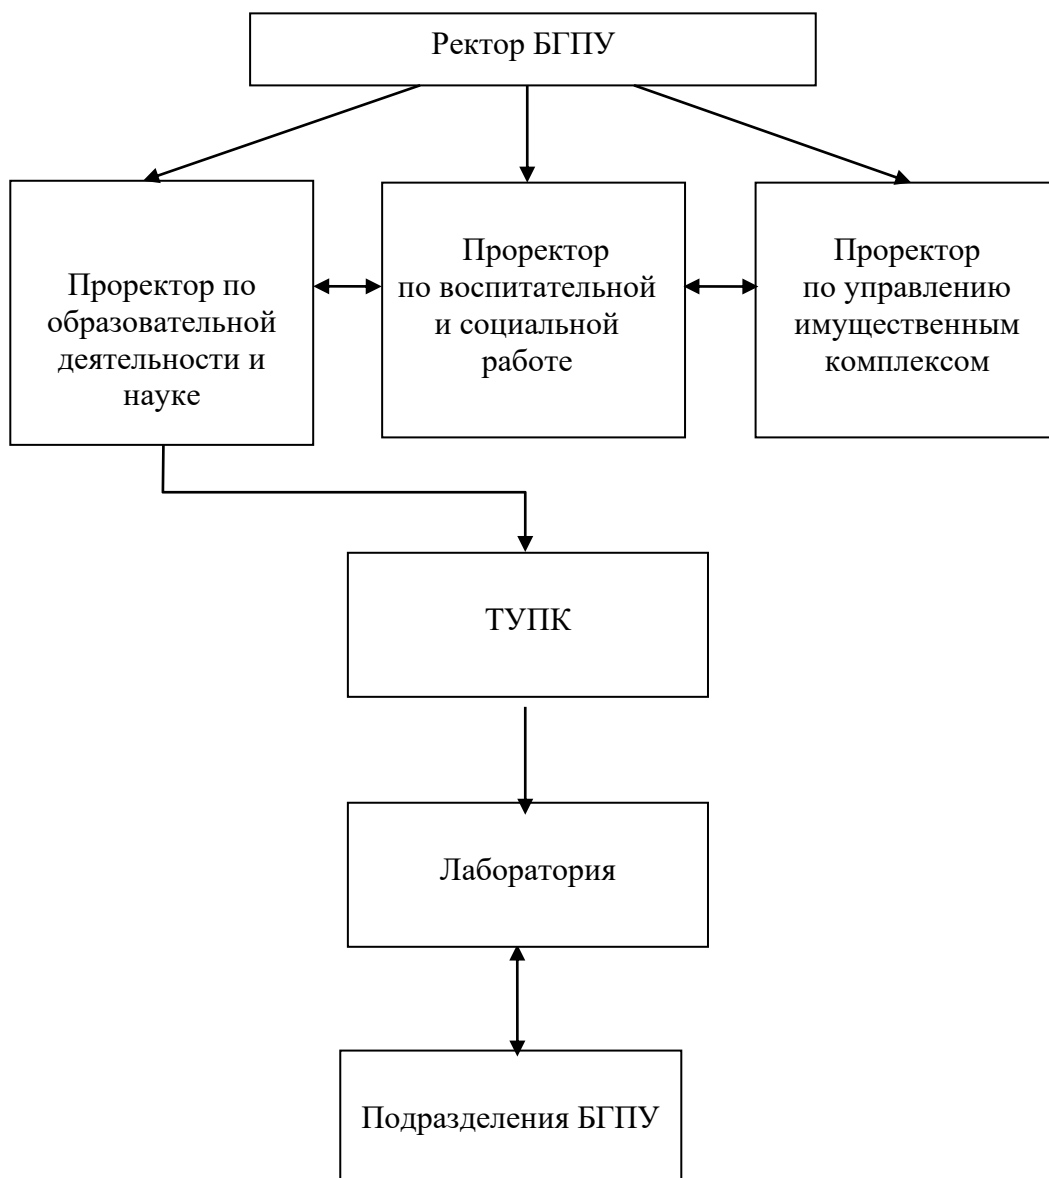 Ректор БГПУ
Проректор по
образовательной
деятельности и
науке
Проректор
по воспитательной
и социальной
работе
Проректор
по управлению
имущественным
комплексом
ТУПК
Лаборатория
Подразделения БГПУ